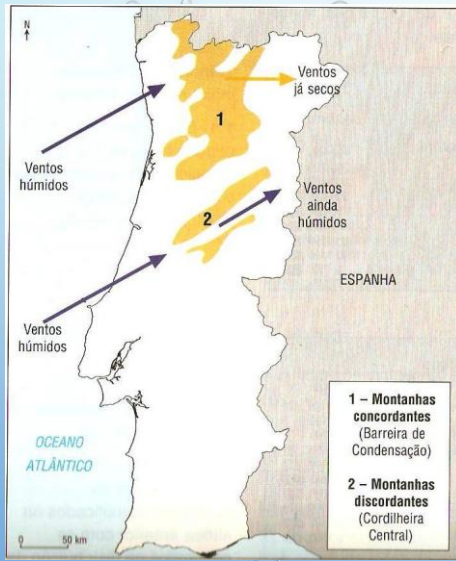 N
Ventos
já secos
1
Ventos
húmidos
Ventos
ainda
húmidos
2
ESPANHA
Ventos
húmidos
1 – Montanhas
concordantes
(Barreira de
Condensação)
2 – Montanhas
discordantes
(Cordilheira
Central)
OCEANO
ATLÂNTICO
0 50 km